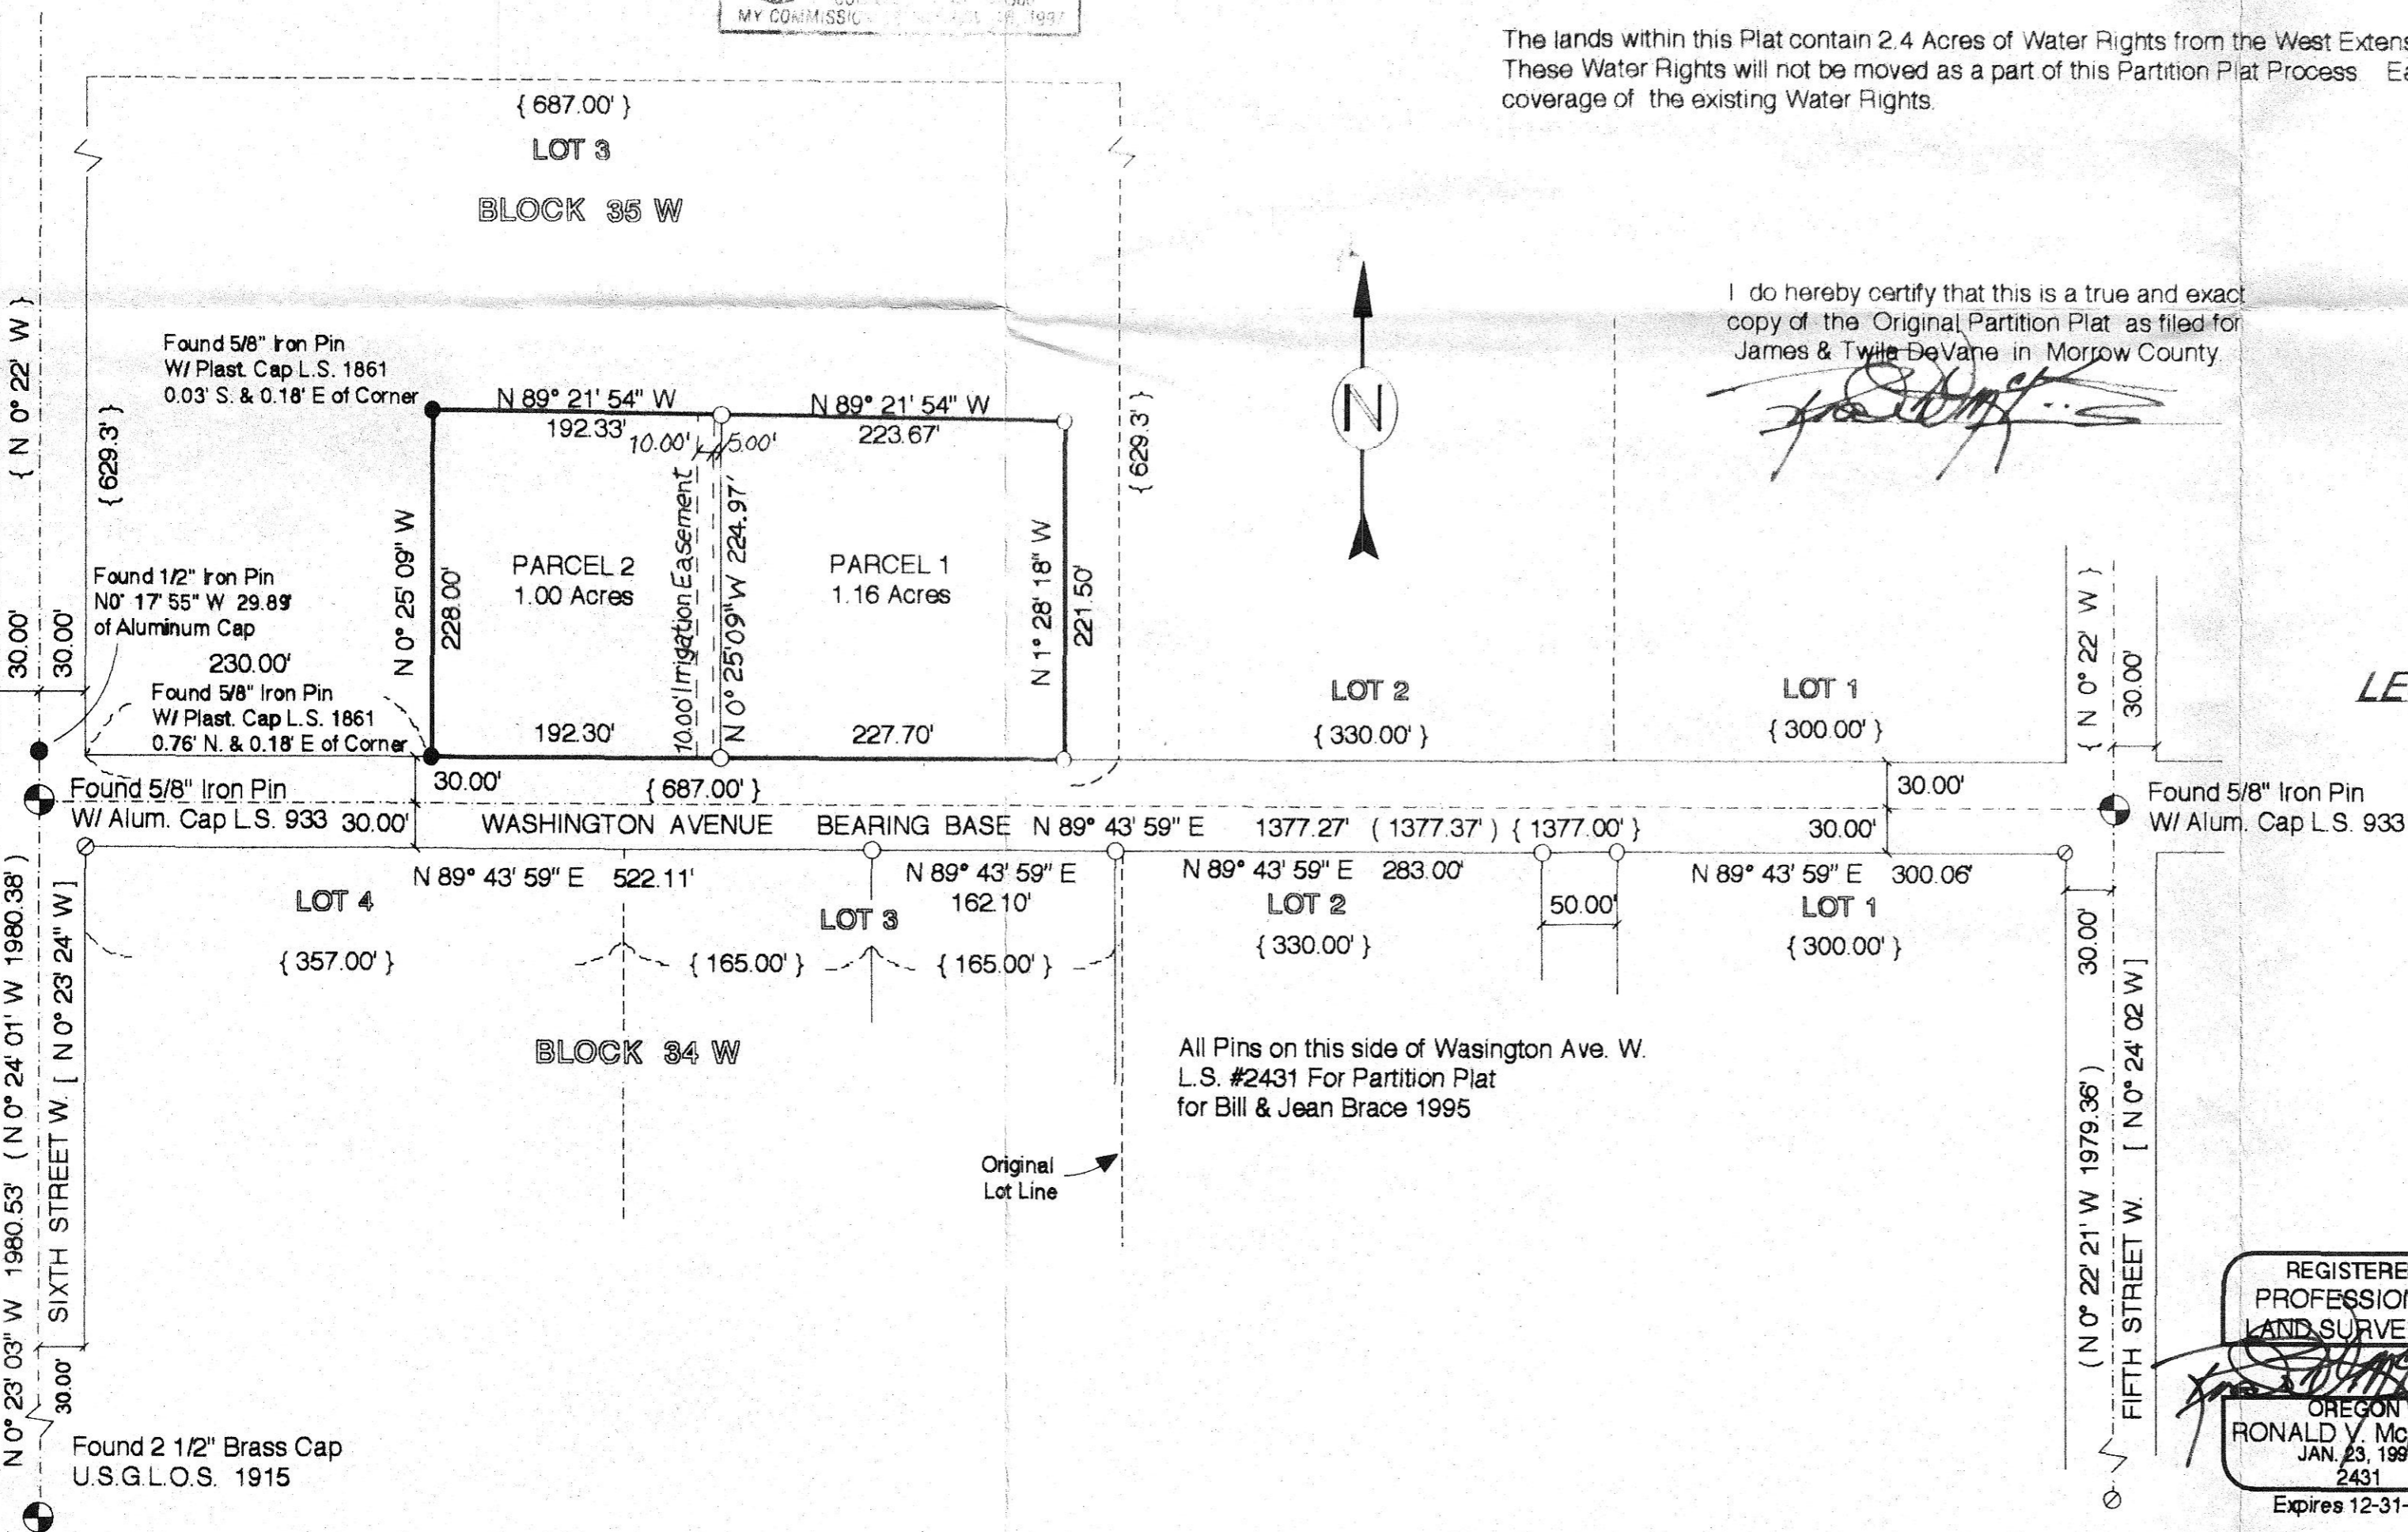 MY COMMISSIO
The lands within this Plat contain 2.4 Acres of Water Rights from the West Extens
These Water Rights will not be moved as a part of this Partition Plat Process Ea
coverage of the existing Water Rights.
{ 687.00' }
LOT 3
BLOCK 35 W
I do hereby certify that this is a true and exact
copy of the Original Partition Plat as filed for
James & Twila DeVane in Morrow County.
{ N 0° 22' W }
{ 629.3' }
Found 5/8" Iron Pin
W/ Plast. Cap L.S. 1861
0.03' S. & 0.18' E of Corner
N 89° 21' 54" W
192.33'
N 89° 21' 54" W
223.67'
10.00'
5.00'
{ 629.3' }
N
N 0° 25' 09" W
228.00'
PARCEL 2
1.00 Acres
10.00' Irrigation Easement
N 0° 25' 09" W 224.97'
PARCEL 1
1.16 Acres
N 1° 28' 18" W
221.50'
Found 1/2" Iron Pin
N0° 17' 55" W 29.89'
of Aluminum Cap
30.00'
30.00'
230.00'
Found 5/8" Iron Pin
W/ Plast. Cap L.S. 1861
0.76' N. & 0.18' E of Corner
192.30'
227.70'
LOT 2
{ 330.00' }
LOT 1
{ 300.00' }
{ N 0° 22' W }
30.00'
LE
30.00'
{ 687.00' }
30.00'
Found 5/8" Iron Pin
W/ Alum. Cap L.S. 933
30.00'
WASHINGTON AVENUE BEARING BASE N 89° 43' 59" E 1377.27' ( 1377.37' ) { 1377.00' }
30.00'
Found 5/8" Iron Pin
W/ Alum. Cap L.S. 933
N 89° 43' 59" E 522.11'
N 89° 43' 59" E
162.10'
N 89° 43' 59" E 283.00'
N 89° 43' 59" E 300.06'
LOT 4
LOT 3
LOT 2
50.00'
LOT 1
{ 357.00' }
{ 165.00' }
{ 165.00' }
{ 330.00' }
{ 300.00' }
BLOCK 34 W
All Pins on this side of Wasington Ave. W.
L.S. #2431 For Partition Plat
for Bill & Jean Brace 1995
Original
Lot Line
N 0° 23' 03" W 1980.53' ( N 0° 24' 01' W 1980.38' )
SIXTH STREET W. [ N 0° 23' 24" W]
30.00'
30.00'
( N 0° 22' 21' W 1979.36' )
FIFTH STREET W. [ N 0° 24' 02 W]
Found 2 1/2" Brass Cap
U.S.G.L.O.S. 1915
REGISTERE
PROFESSION
LAND SURVE
OREGON
RONALD V. Mc
JAN. 23, 199
2431
Expires 12-31-